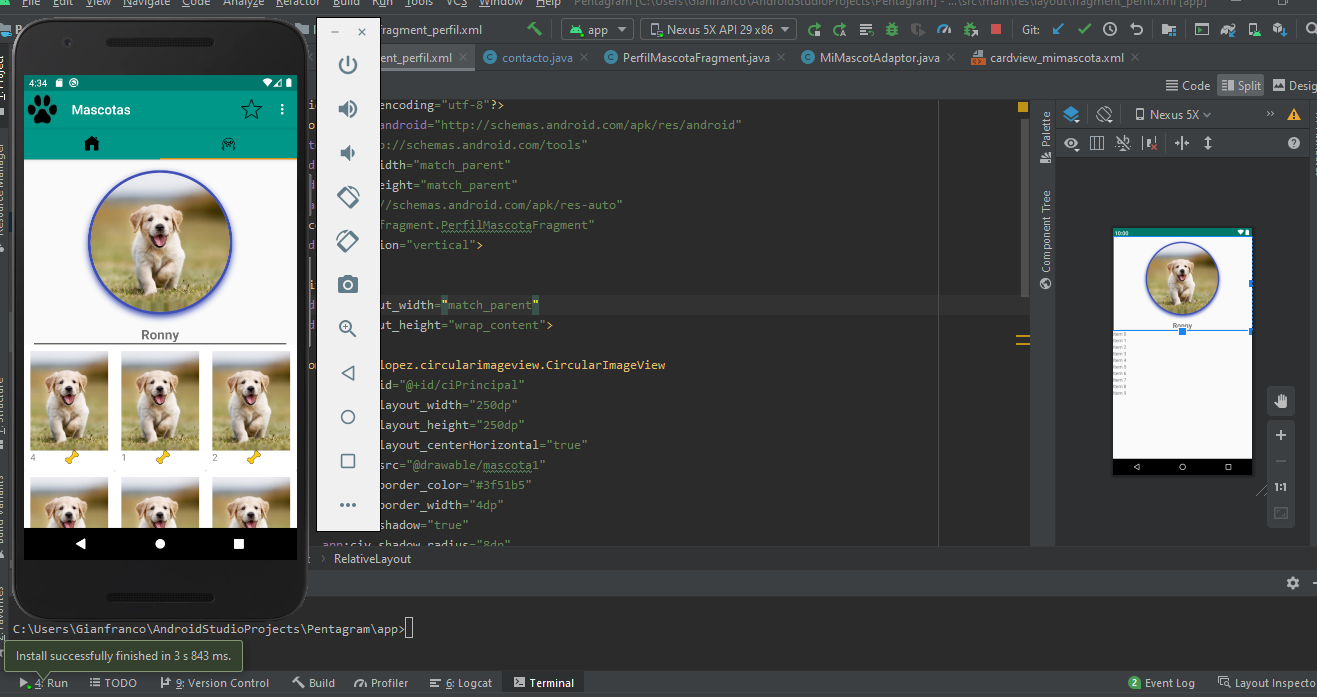 File Edit View Navigate Code Analyze Refactor Build Run Tools VCS Window Help Pentagram [C:\Users\Gianfranco\AndroidStudioProjects\Pentagram] - ...\src\main\res\layout\fragment_perfil.xml [app]
fragment_perfil.xml
app
Nexus 5X API 29 x86
Git:
nt_perfil.xml
contacto.java
PerfilMascotaFragment.java
MiMascotAdaptor.java
cardview_mimascota.xml
Code
Split
Desig
encoding="utf-8"?>
android="http://schemas.android.com/apk/res/android"
p://schemas.android.com/tools"
width="match_parent"
height="match_parent"
//schemas.android.com/apk/res-auto"
fragment.PerfilMascotaFragment"
ion="vertical">
ut_width="match_parent"
ut_height="wrap_content">
lopez.circularimageview.CircularImageView
id="@+id/ciPrincipal"
layout_width="250dp"
layout_height="250dp"
layout_centerHorizontal="true"
src="@drawable/mascota1"
border_color="#3f51b5"
border_width="4dp"
shadow="true"
app:civ_shadow_radius="8dp"
RelativeLayout
4:34
Mascotas
Ronny
4
1
2
Project
Resource Manager
Structure
Build Variants
Favorites
Palette
Component Tree
Nexus 5X
10:00
Ronny
Item 0
Item 1
Item 2
Item 3
Item 4
Item 5
Item 6
Item 7
Item 8
Item 9
1:1
C:\Users\Gianfranco\AndroidStudioProjects\Pentagram\app>
Install successfully finished in 3 s 843 ms.
4: Run
TODO
9: Version Control
Build
Profiler
6: Logcat
Terminal
2 Event Log
Layout Inspecto